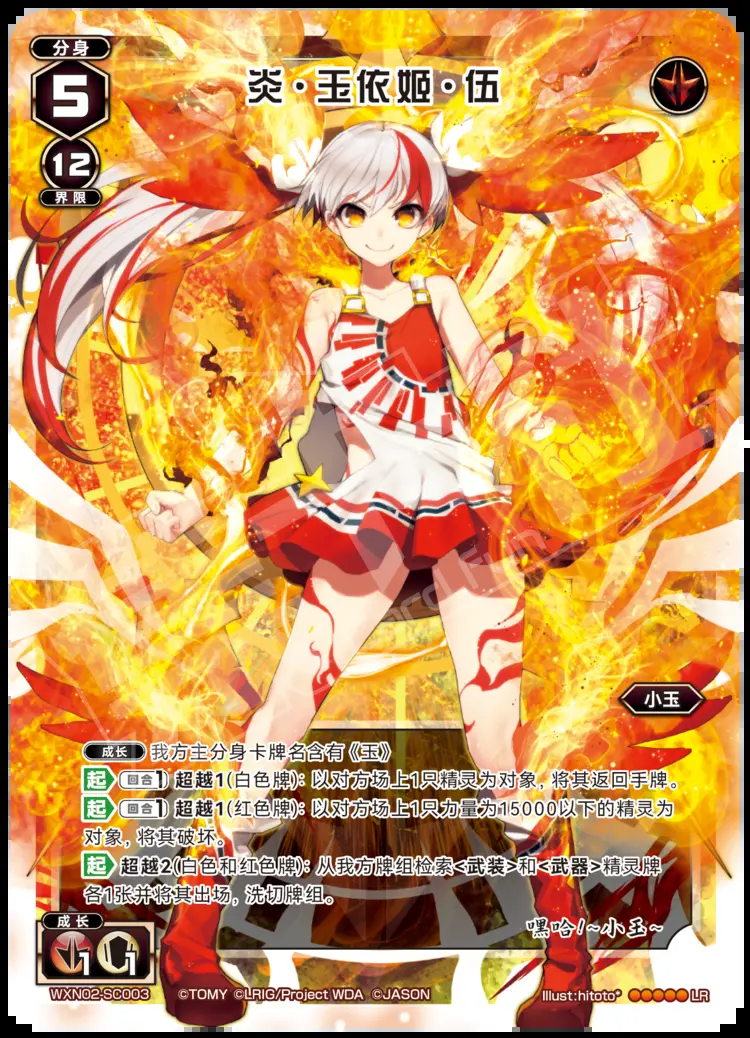 分身
5
炎·玉依姬·伍
12
界限
小玉
成长 我方主分身卡牌名含有《玉》
起 回合1 超越1(白色牌): 以对方场上1只精灵为对象, 将其返回手牌。
起 回合1 超越1(红色牌): 以对方场上1只力量为15000以下的精灵为
对象, 将其破坏。
起 超越2(白色和红色牌): 从我方牌组检索<武装>和<武器>精灵牌
各1张并将其出场, 洗切牌组。
嘿哈!~小玉~
成长
1 1
WXN02-SC003 ©TOMY ©LRIG/Project WDA ©JASON Illust:hitoto* LR